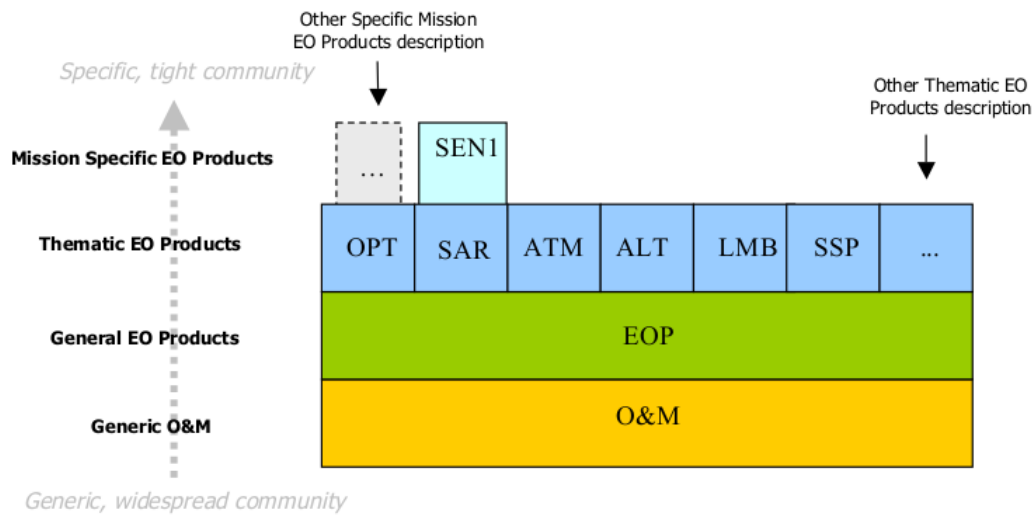 Other Specific Mission
EO Products description
Specific, tight community
Other Thematic EO
Products description
Mission Specific EO Products
...
SEN1
Thematic EO Products
OPT
SAR
ATM
ALT
LMB
SSP
...
General EO Products
EOP
Generic O&M
O&M
Generic, widespread community